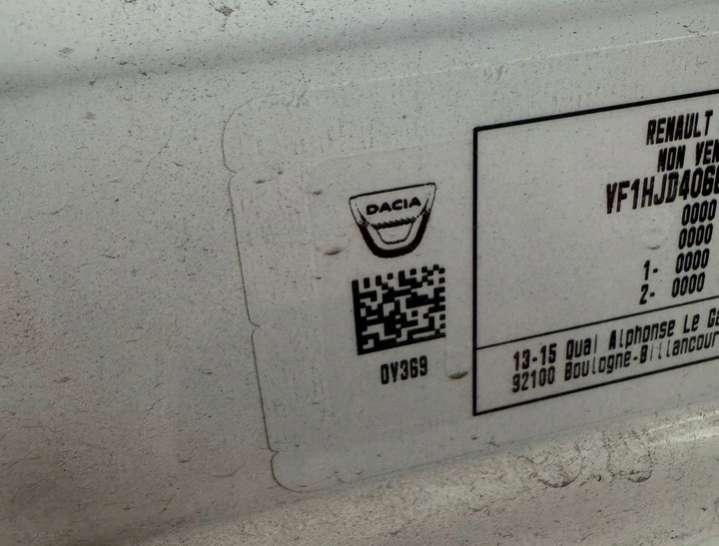 DACIA
OV369
RENAULT
NON VEN
VF1HJD406
0000
0000
1- 0000
2- 0000
13-15 Quai Alphonse Le Ga
92100 Boulogne-Billancour